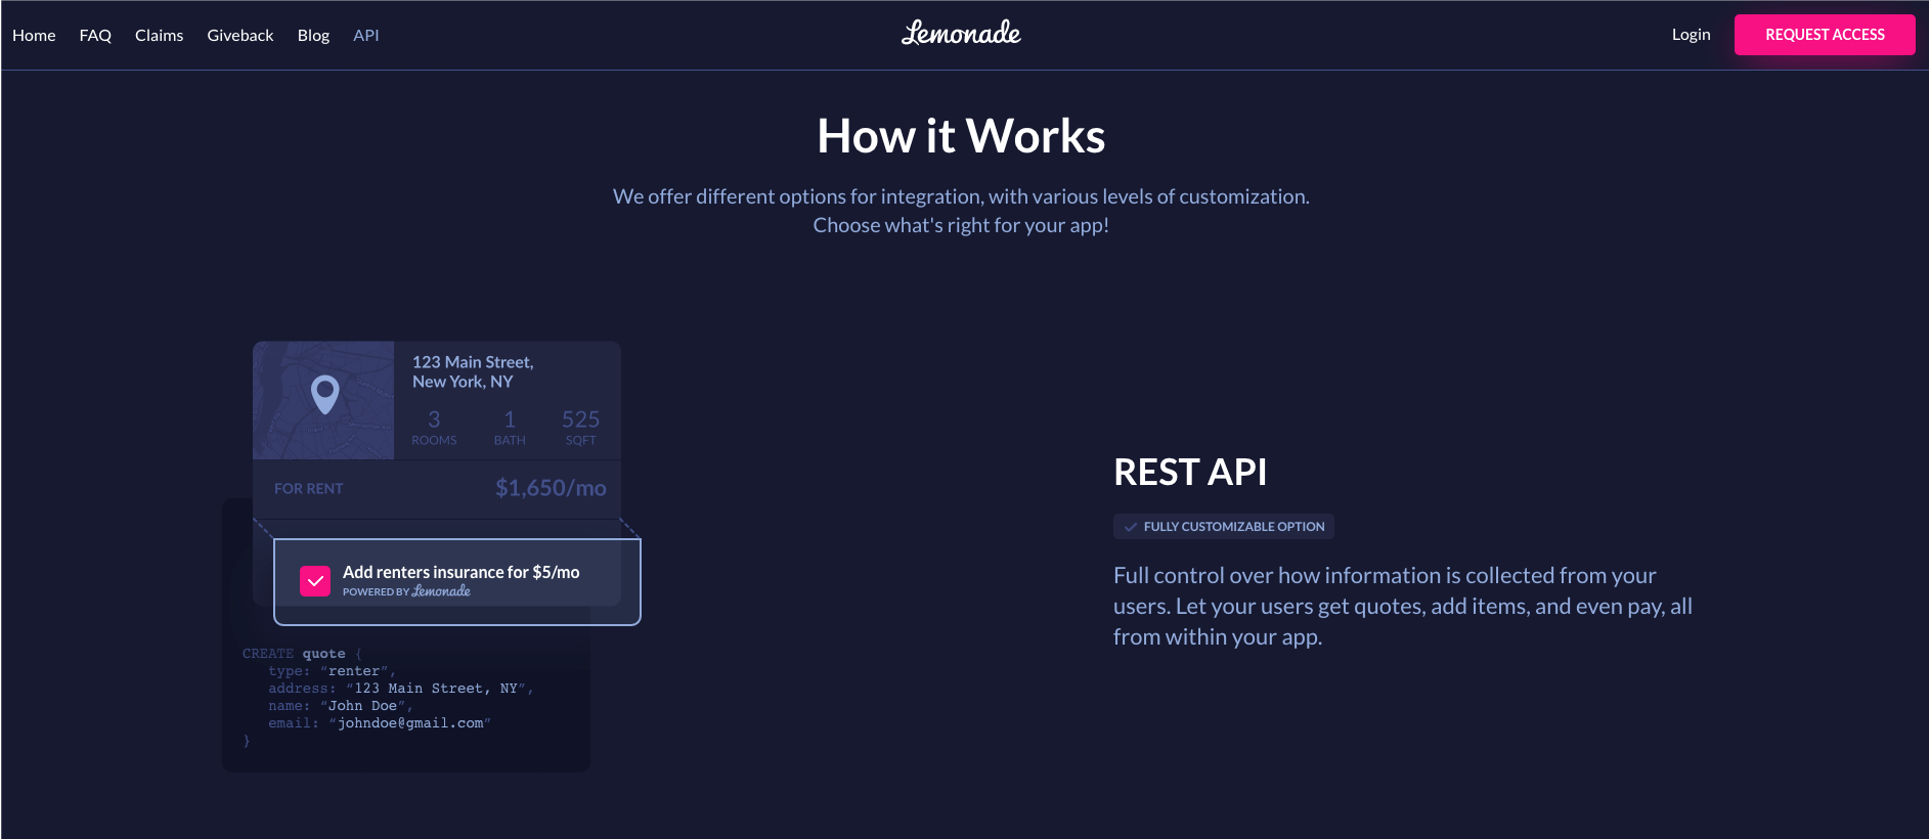 Home FAQ Claims Giveback Blog API Lemonade Login REQUEST ACCESS
How it Works
We offer different options for integration, with various levels of customization.
Choose what's right for your app!
123 Main Street,
New York, NY
3 1 525
ROOMS BATH SQFT
FOR RENT $1,650/mo
Add renters insurance for $5/mo
POWERED BY Lemonade
CREATE quote {
type: “renter”,
address: “123 Main Street, NY”,
name: “John Doe”,
email: “johndoe@gmail.com”
}
REST API
FULLY CUSTOMIZABLE OPTION
Full control over how information is collected from your
users. Let your users get quotes, add items, and even pay, all
from within your app.